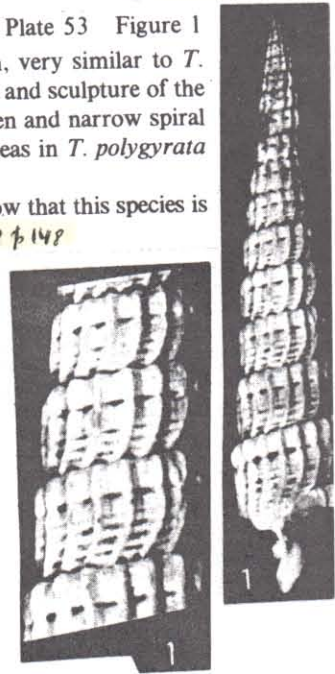 Plate 53 Figure 1
, very similar to T.
and sculpture of the
en and narrow spiral
eas in T. polygyrata
ow that this species is
p 148
1
1